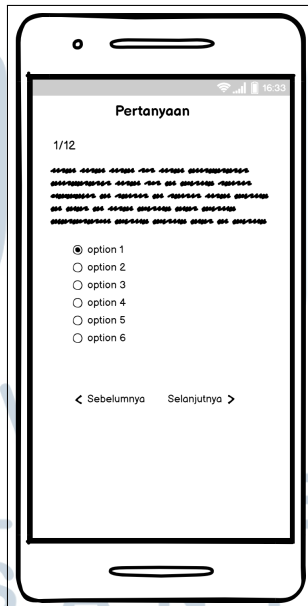 16:33
Pertanyaan
1/12
option 1
option 2
option 3
option 4
option 5
option 6
< Sebelumnya Selanjutnya >